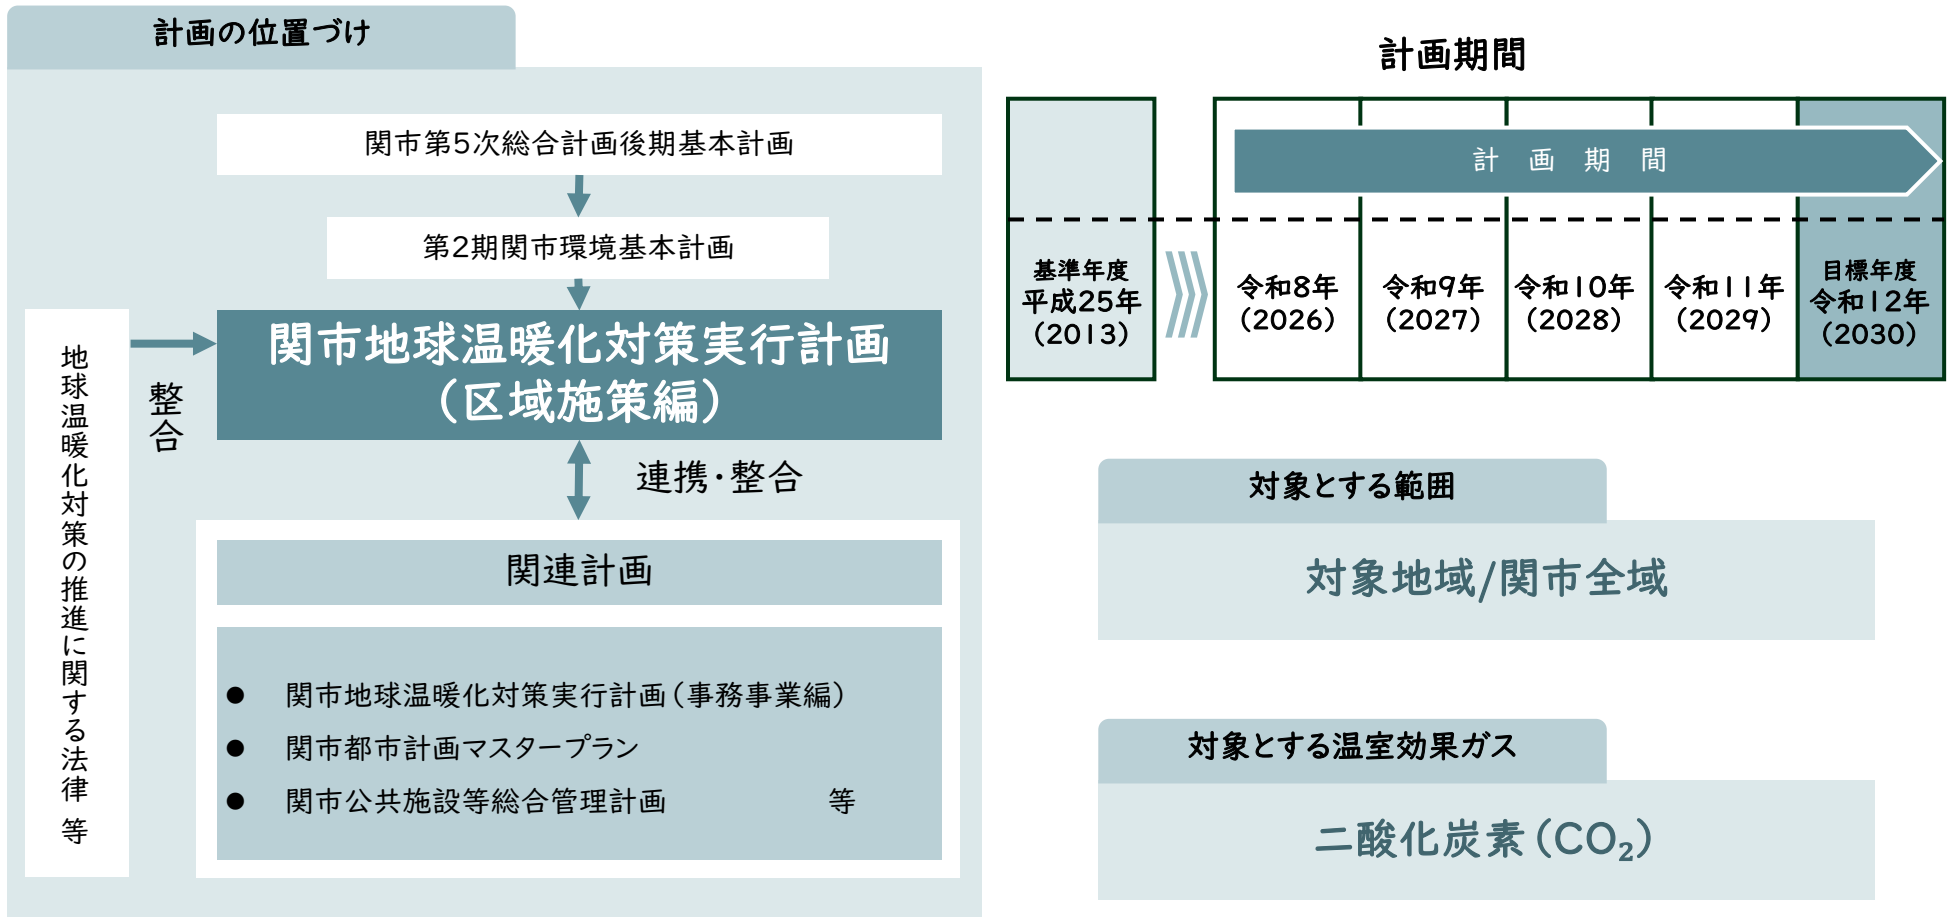 計画の位置づけ
関市第5次総合計画後期基本計画
第2期関市環境基本計画
関市地球温暖化対策実行計画
（区域施策編）
地球温暖化対策の推進に関する法律 等
整合
連携・整合
関連計画
● 関市地球温暖化対策実行計画（事務事業編）
● 関市都市計画マスタープラン
● 関市公共施設等総合管理計画 等
計画期間
計 画 期 間
基準年度
平成25年
（2013）
令和8年
（2026）
令和9年
（2027）
令和10年
（2028）
令和11年
（2029）
目標年度
令和12年
（2030）
対象とする範囲
対象地域/関市全域
対象とする温室効果ガス
二酸化炭素（CO₂）